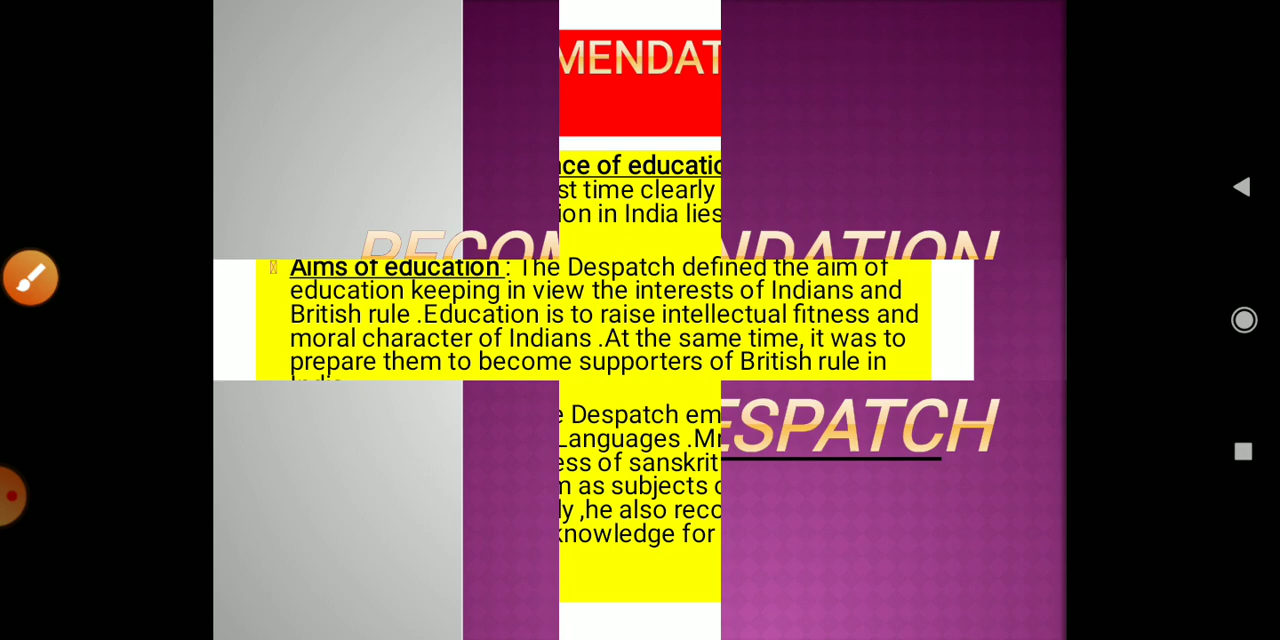 MENDAT
ce of educatio
st time clearly
ion in India lies
RECOM NDATION
Aims of education : The Despatch defined the aim of
education keeping in view the interests of Indians and
British rule .Education is to raise intellectual fitness and
moral character of Indians .At the same time, it was to
prepare them to become supporters of British rule in
e Despatch em
ESPATCH
Languages .Mr
ess of sanskrit
m as subjects
ly ,he also reco
knowledge for